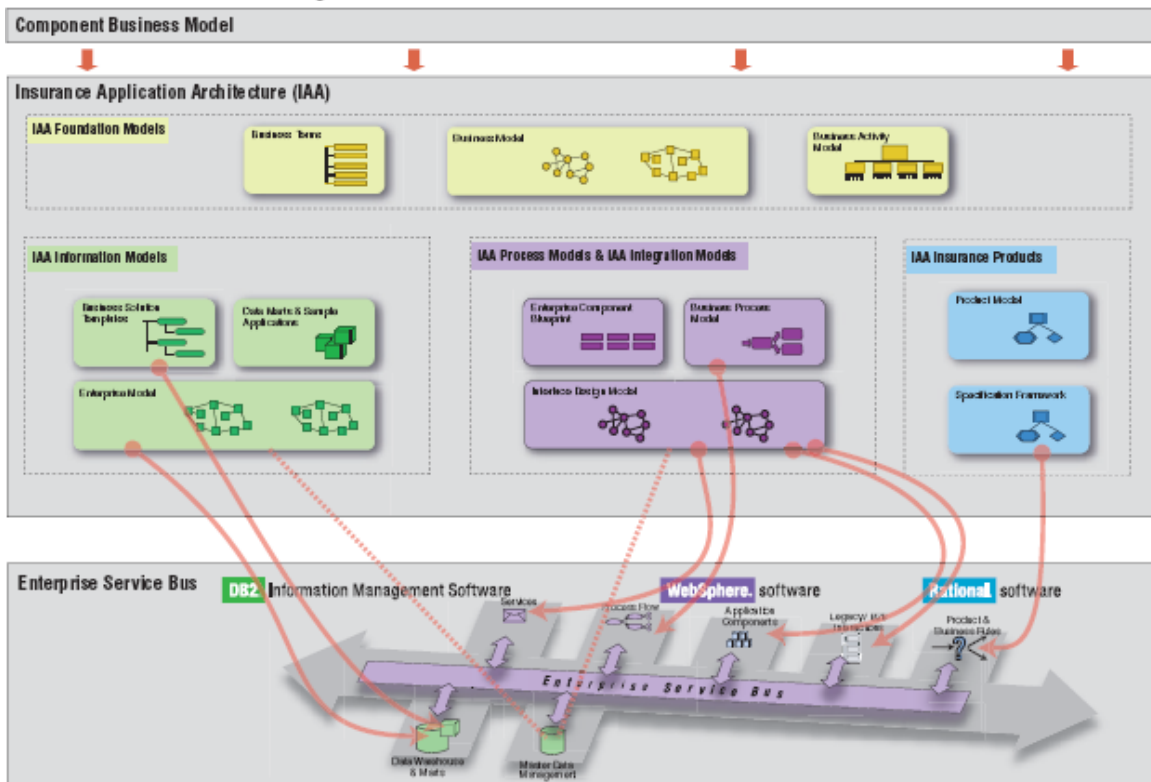 Component Business Model
Insurance Application Architecture (IAA)
IAA Foundation Models
Business Terms
Business Model
Business Activity
Model
IAA Information Models
IAA Process Models & IAA Integration Models
IAA Insurance Products
Business Solution
Templates
Data Marts & Sample
Applications
Enterprise Component
Blueprint
Business Process
Model
Product Model
Enterprise Model
Interface Design Model
Specification Framework
Enterprise Service Bus
DB2. Information Management Software
WebSphere. software
Rational. software
Services
Process Flow
Application
Components
Legacy
Product &
Business Rules
Enterprise Service Bus
Data Warehouse
& Marts
Master Data
Management